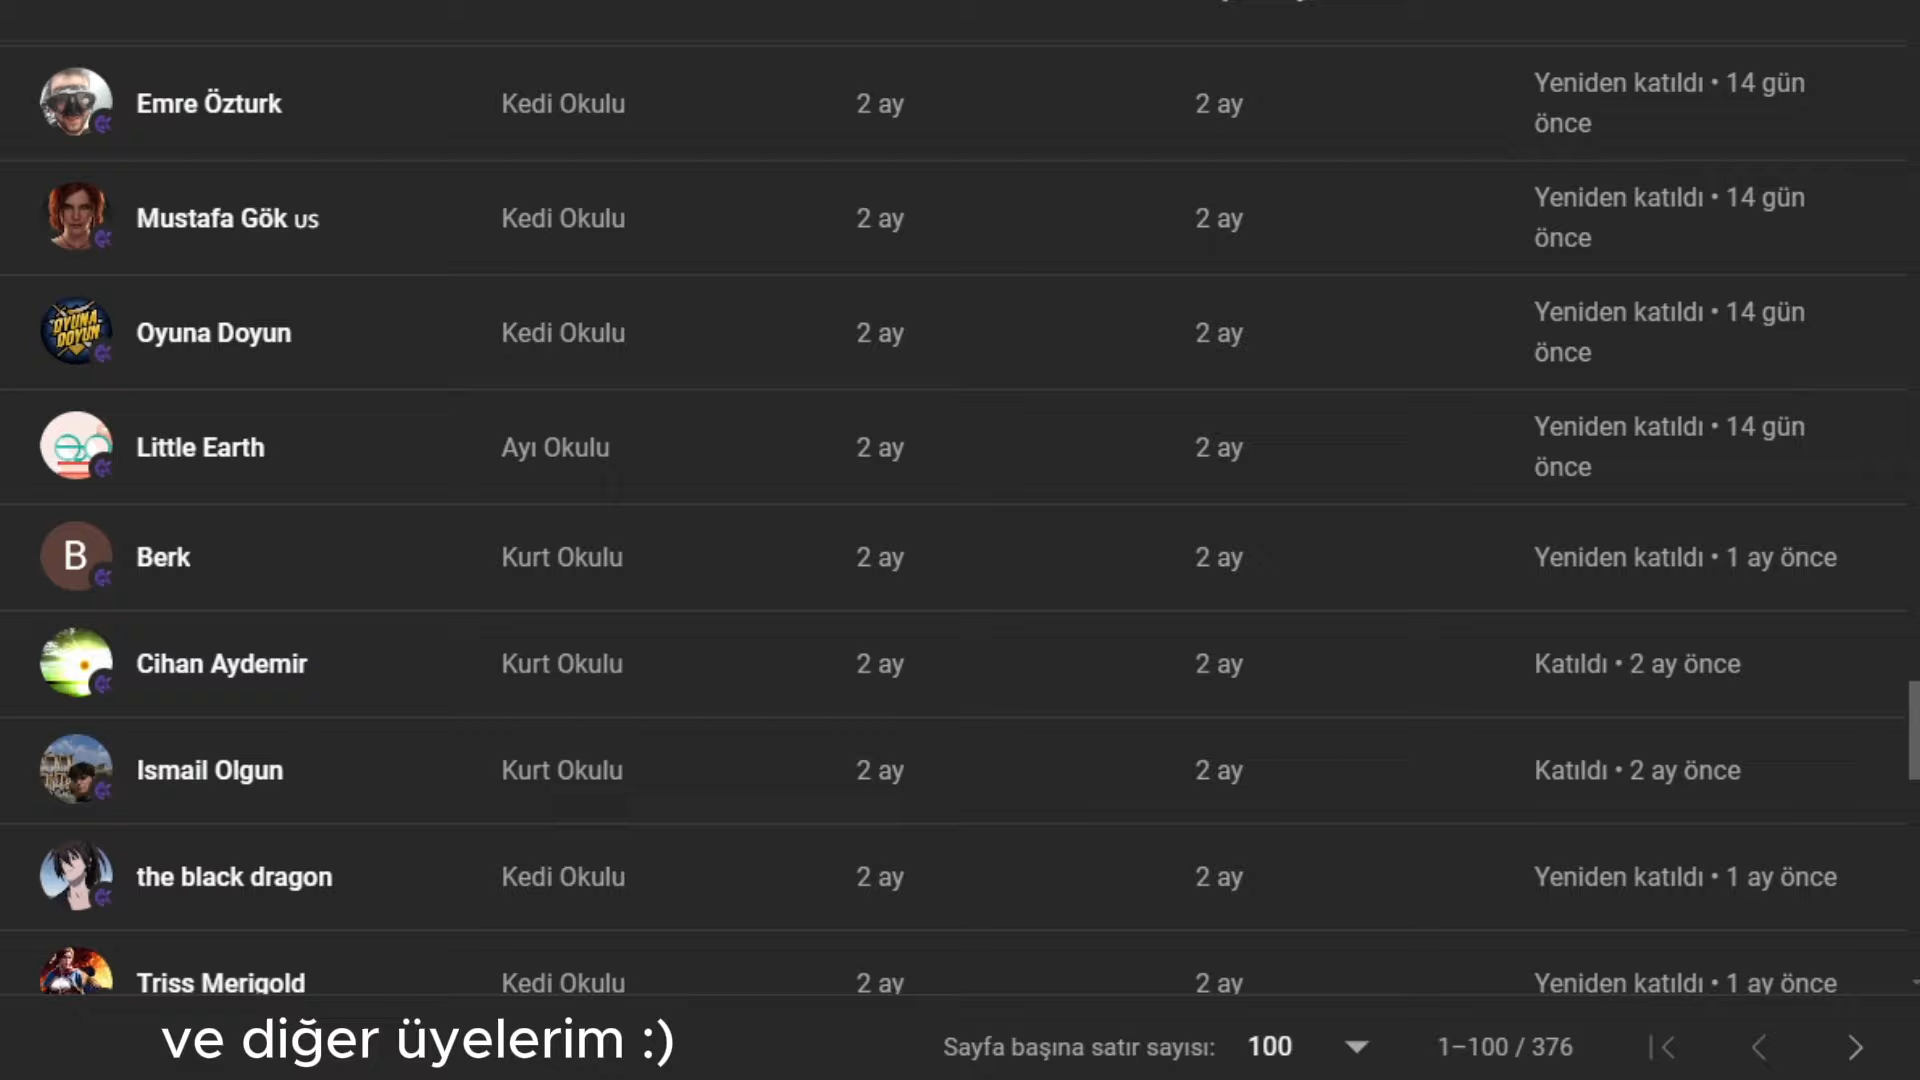 Emre Özturk Kedi Okulu 2 ay 2 ay Yeniden katıldı • 14 gün
önce
Mustafa Gök us Kedi Okulu 2 ay 2 ay Yeniden katıldı • 14 gün
önce
OYUNA
DOYUN
Oyuna Doyun Kedi Okulu 2 ay 2 ay Yeniden katıldı • 14 gün
önce
Little Earth Ayı Okulu 2 ay 2 ay Yeniden katıldı • 14 gün
önce
B Berk Kurt Okulu 2 ay 2 ay Yeniden katıldı • 1 ay önce
Cihan Aydemir Kurt Okulu 2 ay 2 ay Katıldı • 2 ay önce
Ismail Olgun Kurt Okulu 2 ay 2 ay Katıldı • 2 ay önce
the black dragon Kedi Okulu 2 ay 2 ay Yeniden katıldı • 1 ay önce
Triss Merigold Kedi Okulu 2 ay 2 ay Yeniden katıldı • 1 ay önce
ve diğer üyelerim :) Sayfa başına satır sayısı: 100 1–100 / 376